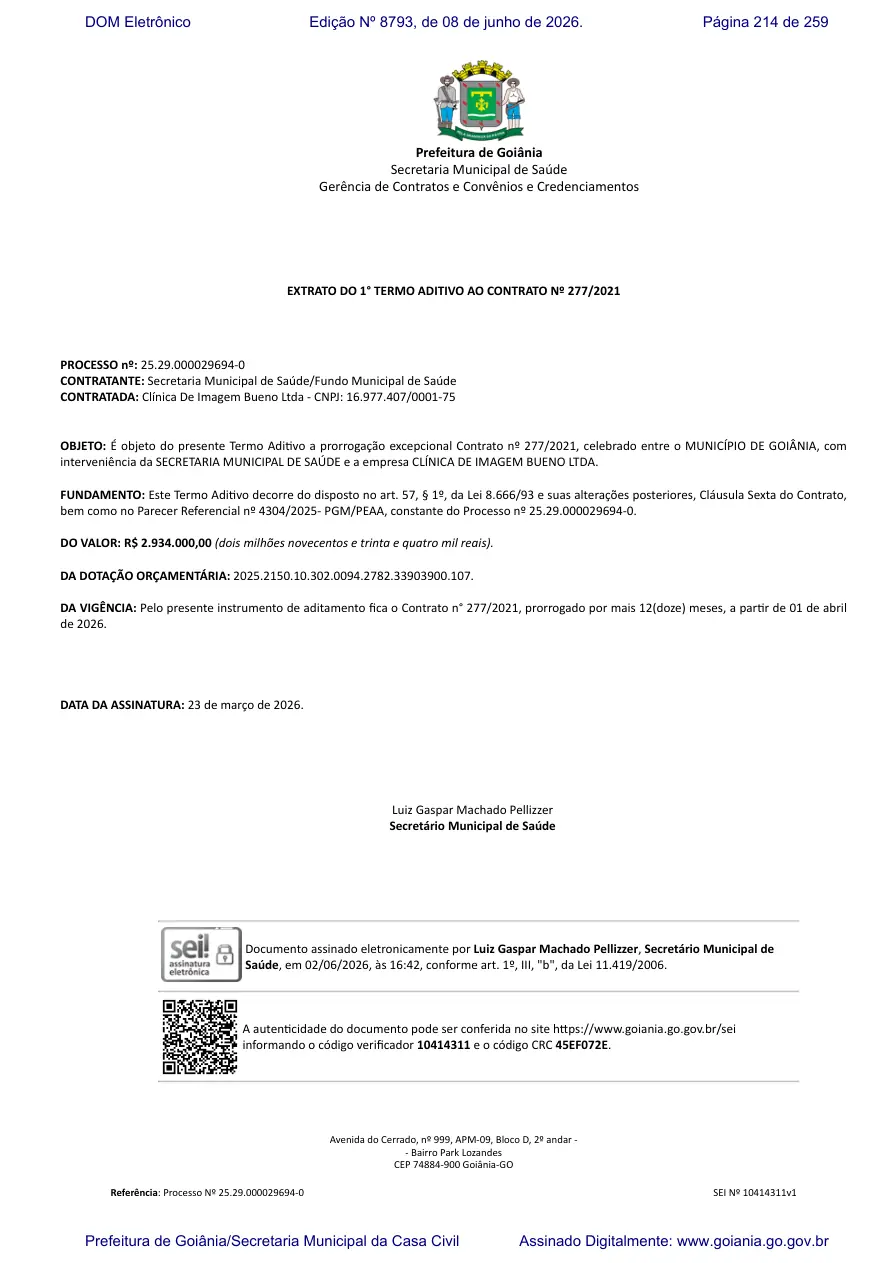 DOM Eletrônico Edição Nº 8793, de 08 de junho de 2026. Página 214 de 259
Prefeitura de Goiânia
Secretaria Municipal de Saúde
Gerência de Contratos e Convênios e Credenciamentos
EXTRATO DO 1° TERMO ADITIVO AO CONTRATO Nº 277/2021
PROCESSO nº: 25.29.000029694-0
CONTRATANTE: Secretaria Municipal de Saúde/Fundo Municipal de Saúde
CONTRATADA: Clínica De Imagem Bueno Ltda - CNPJ: 16.977.407/0001-75
OBJETO: É objeto do presente Termo Aditivo a prorrogação excepcional Contrato nº 277/2021, celebrado entre o MUNICÍPIO DE GOIÂNIA, com
interveniência da SECRETARIA MUNICIPAL DE SAÚDE e a empresa CLÍNICA DE IMAGEM BUENO LTDA.
FUNDAMENTO: Este Termo Aditivo decorre do disposto no art. 57, § 1º, da Lei 8.666/93 e suas alterações posteriores, Cláusula Sexta do Contrato,
bem como no Parecer Referencial nº 4304/2025- PGM/PEAA, constante do Processo nº 25.29.000029694-0.
DO VALOR: R$ 2.934.000,00 (dois milhões novecentos e trinta e quatro mil reais).
DA DOTAÇÃO ORÇAMENTÁRIA: 2025.2150.10.302.0094.2782.33903900.107.
DA VIGÊNCIA: Pelo presente instrumento de aditamento fica o Contrato n° 277/2021, prorrogado por mais 12(doze) meses, a partir de 01 de abril
de 2026.
DATA DA ASSINATURA: 23 de março de 2026.
Luiz Gaspar Machado Pellizzer
Secretário Municipal de Saúde
sei!
assinatura
eletrônica
Documento assinado eletronicamente por Luiz Gaspar Machado Pellizzer, Secretário Municipal de
Saúde, em 02/06/2026, às 16:42, conforme art. 1º, III, "b", da Lei 11.419/2006.
A autenticidade do documento pode ser conferida no site https://www.goiania.go.gov.br/sei
informando o código verificador 10414311 e o código CRC 45EF072E.
Avenida do Cerrado, nº 999, APM-09, Bloco D, 2º andar -
- Bairro Park Lozandes
CEP 74884-900 Goiânia-GO
Referência: Processo Nº 25.29.000029694-0 SEI Nº 10414311v1
Prefeitura de Goiânia/Secretaria Municipal da Casa Civil Assinado Digitalmente: www.goiania.go.gov.br